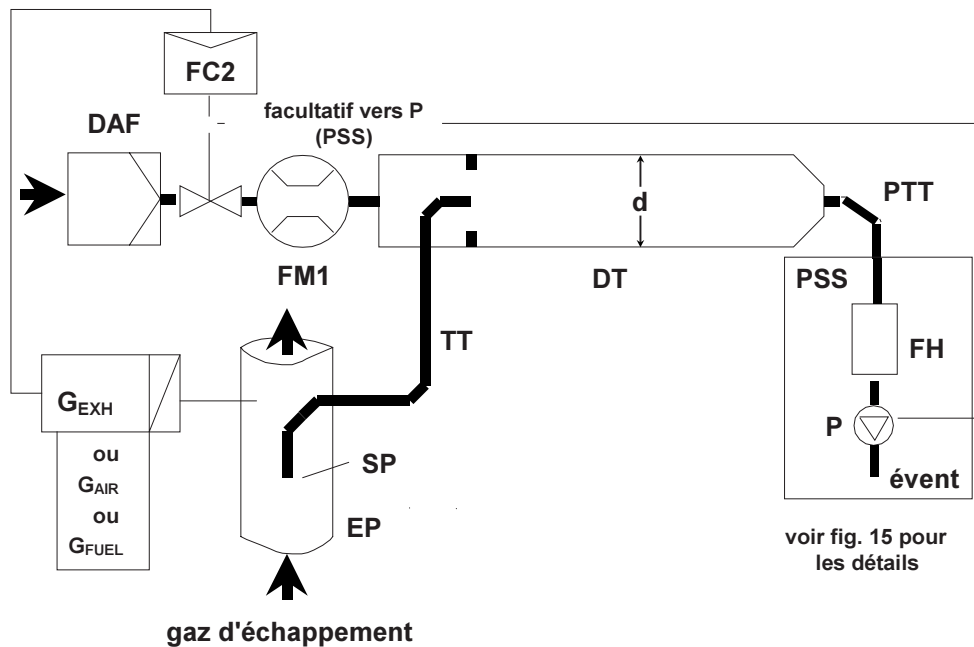 FC2
facultatif vers P
(PSS)
DAF
d
PTT
FM1
DT
PSS
TT
FH
GEXH
P
ou
GAIR
ou
GFUEL
SP
évent
EP
voir fig. 15 pour
les détails
gaz d'échappement